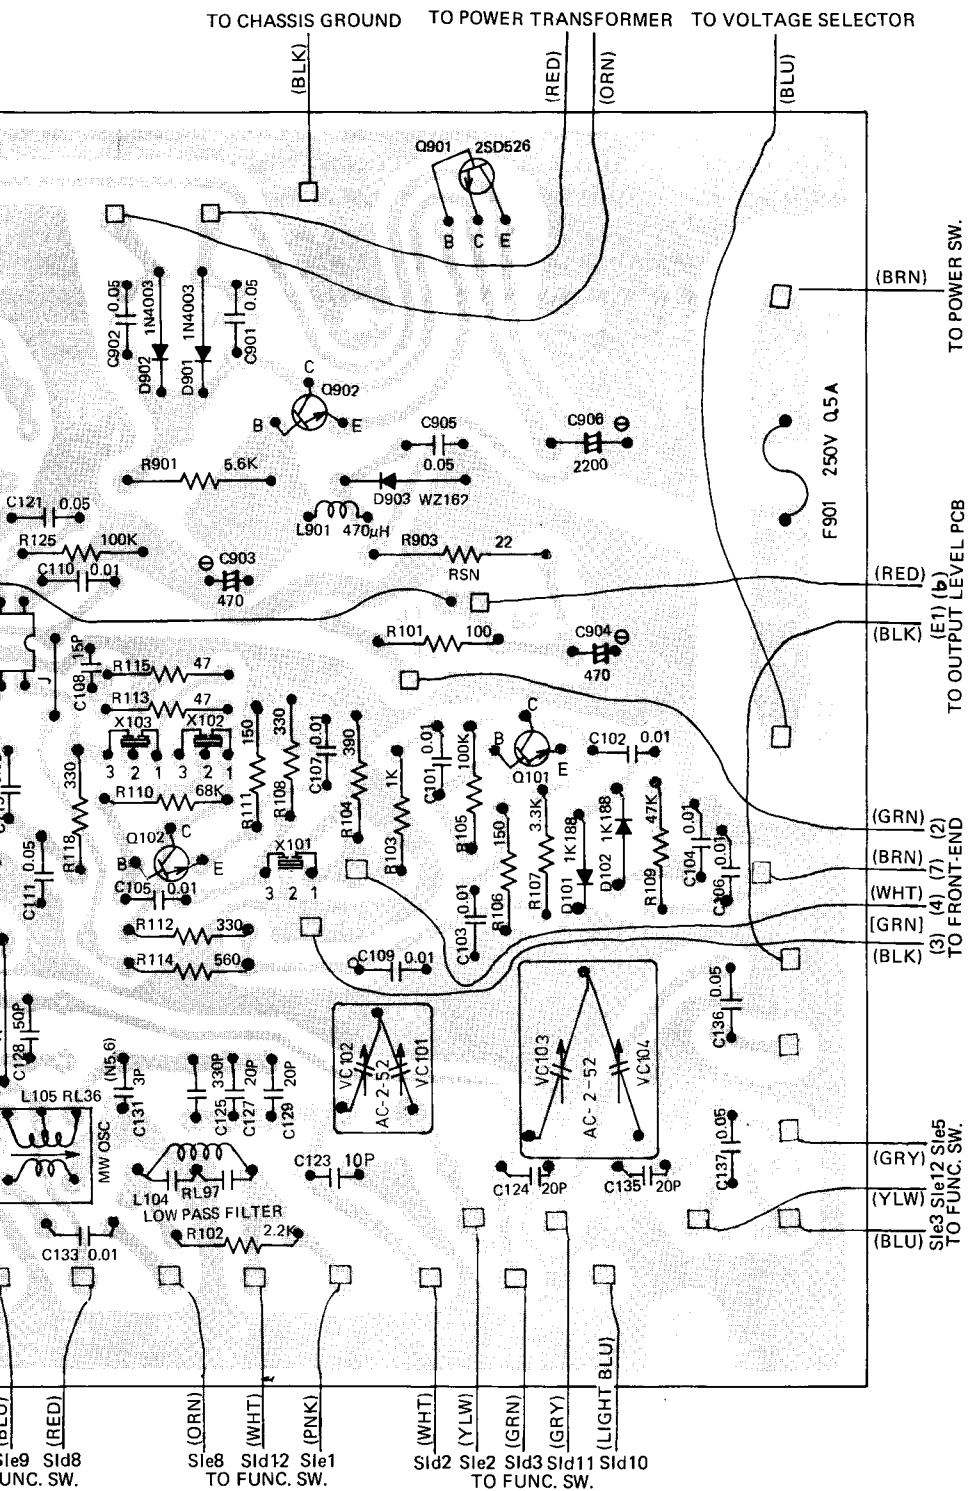 TO CHASSIS GROUND TO POWER TRANSFORMER TO VOLTAGE SELECTOR
(BLK)
(RED)
(ORN)
(BLU)
Q901 2SD526
B C E
(BRN)
TO POWER SW.
C902 0.05
D902 1N4003
D901 1N4003
C901 0.05
C
Q902
B E
C905
0.05
C906 ⊖
2200
F901 250V 0.5A
R901 5.6K
D903 WZ162
C121 0.05
L901 470μH
R125 100K
R903 22
RSN
C110 0.01
⊖ C903
470
(RED)
(BLK)
(E1) (b)
TO OUTPUT LEVEL PCB
R101 100
C904 ⊖
470
J
C108 15P
R115 47
R113 47
X103 X102
3 2 1 3 2 1
R110 68K
R118 330
R111 150
R108 330
C107 0.01
R104 390
R103 1K
C101 0.01
R105 100K
C
B E
Q101
C102 0.01
R106 150
R107 3.3K
D101 1K188
D102 1K188
R109 47K
C104 0.01
C106 0.01
(GRN) (2)
(BRN) (7)
(WHT) (4)
[GRN]
(BLK) (3)
TO FRONT-END
Q102
C
B E
X101
3 2 1
C111 0.05
C105 0.01
R112 330
R114 560
C103 0.01
C109 0.01
C128 50P
C136 0.05
VC102
AC-2-52
VC101
VC103
AC-2-52
VC104
L105 RL36
MW OSC
(N5.6)
3P
C131
C125 330P
C127 20P
C129 20P
L104 RL97
LOW PASS FILTER
C123 10P
C124 20P
C135 20P
C137 0.05
R102 2.2K
C133 0.01
(GRY)
(YLW)
(BLU)
Sle3 Sle12 Sle5
TO FUNC. SW.
(BLU)
(RED)
(ORN)
(WHT)
(PNK)
(WHT)
(YLW)
(GRN)
(GRY)
(LIGHT BLU)
Sle9 Sld8 Sle8 Sld12 Sle1 Sld2 Sle2 Sld3 Sld11 Sld10
UNC. SW. TO FUNC. SW. TO FUNC. SW.